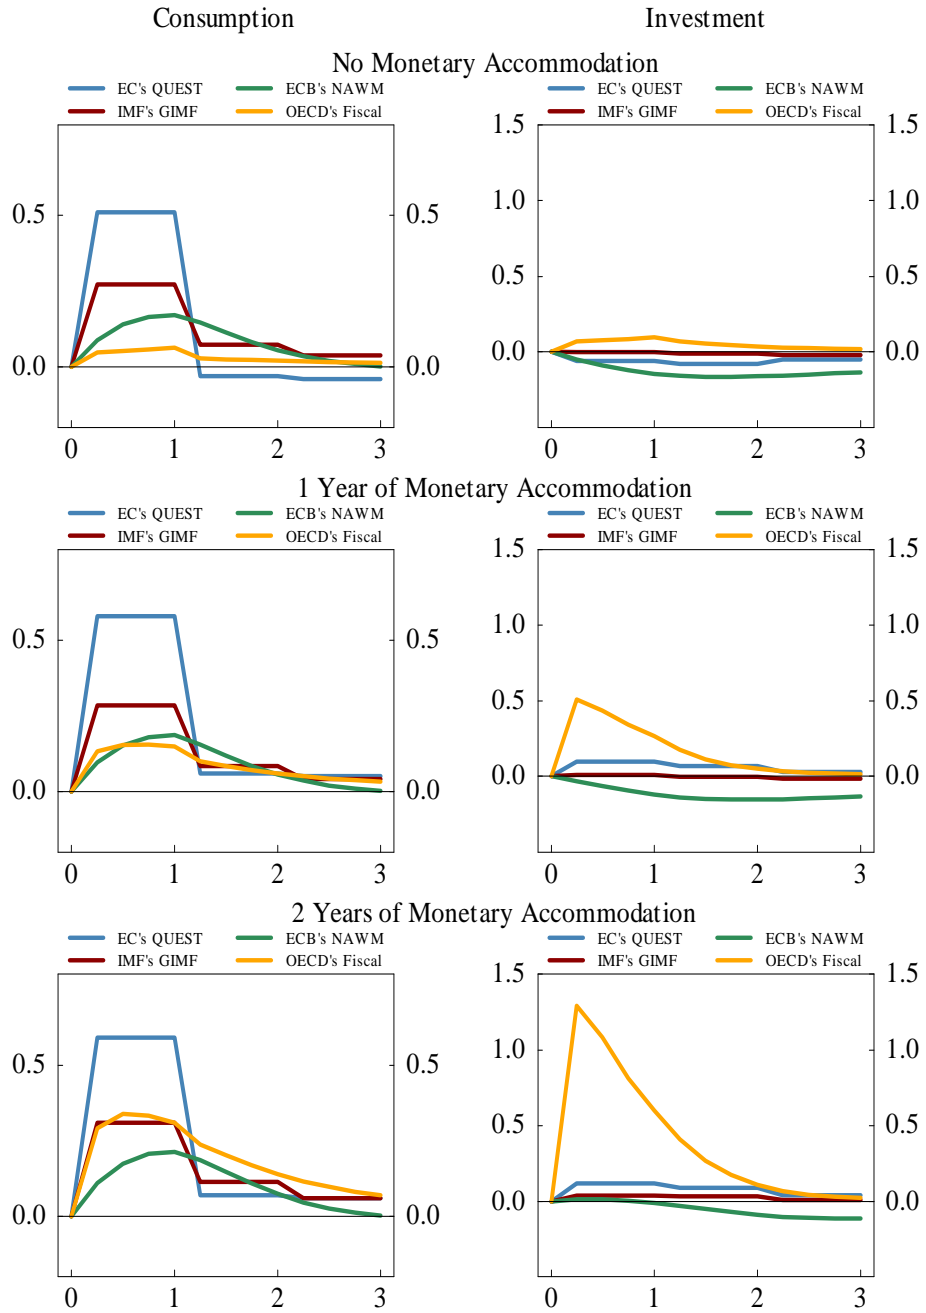 Consumption Investment
No Monetary Accommodation
EC's QUEST ECB's NAWM EC's QUEST ECB's NAWM
IMF's GIMF OECD's Fiscal IMF's GIMF OECD's Fiscal
1.5 1.5
1.0 1.0
0.5 0.5
0.5 0.5
0.0 0.0
0.0 0.0
0 1 2 3 0 1 2 3
1 Year of Monetary Accommodation
EC's QUEST ECB's NAWM EC's QUEST ECB's NAWM
IMF's GIMF OECD's Fiscal IMF's GIMF OECD's Fiscal
1.5 1.5
0.5 0.5 1.0 1.0
0.5 0.5
0.0 0.0 0.0 0.0
0 1 2 3 0 1 2 3
2 Years of Monetary Accommodation
EC's QUEST ECB's NAWM EC's QUEST ECB's NAWM
IMF's GIMF OECD's Fiscal IMF's GIMF OECD's Fiscal
1.5 1.5
0.5 0.5 1.0 1.0
0.5 0.5
0.0 0.0 0.0 0.0
0 1 2 3 0 1 2 3